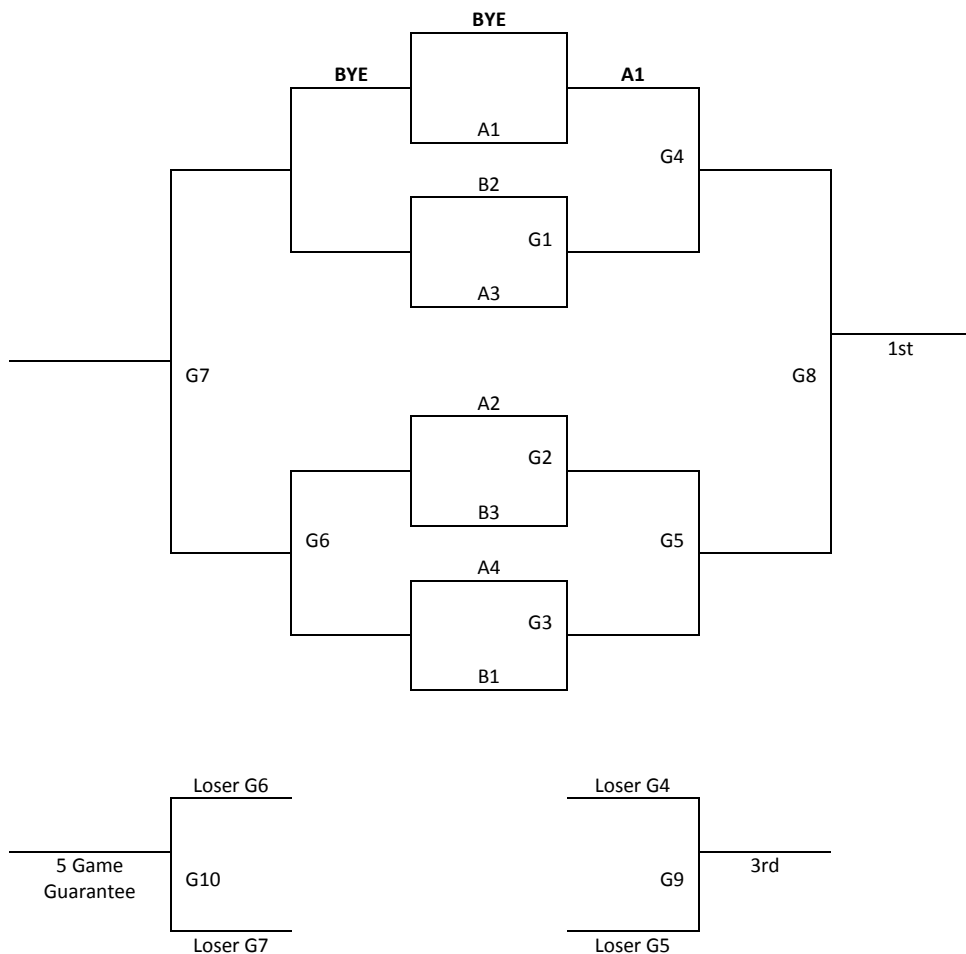 BYE
BYE
A1
A1
G4
B2
G1
A3
1st
G7
G8
A2
G2
B3
G6
G5
A4
G3
B1
Loser G6
Loser G4
5 Game
Guarantee
G10
G9
3rd
Loser G7
Loser G5